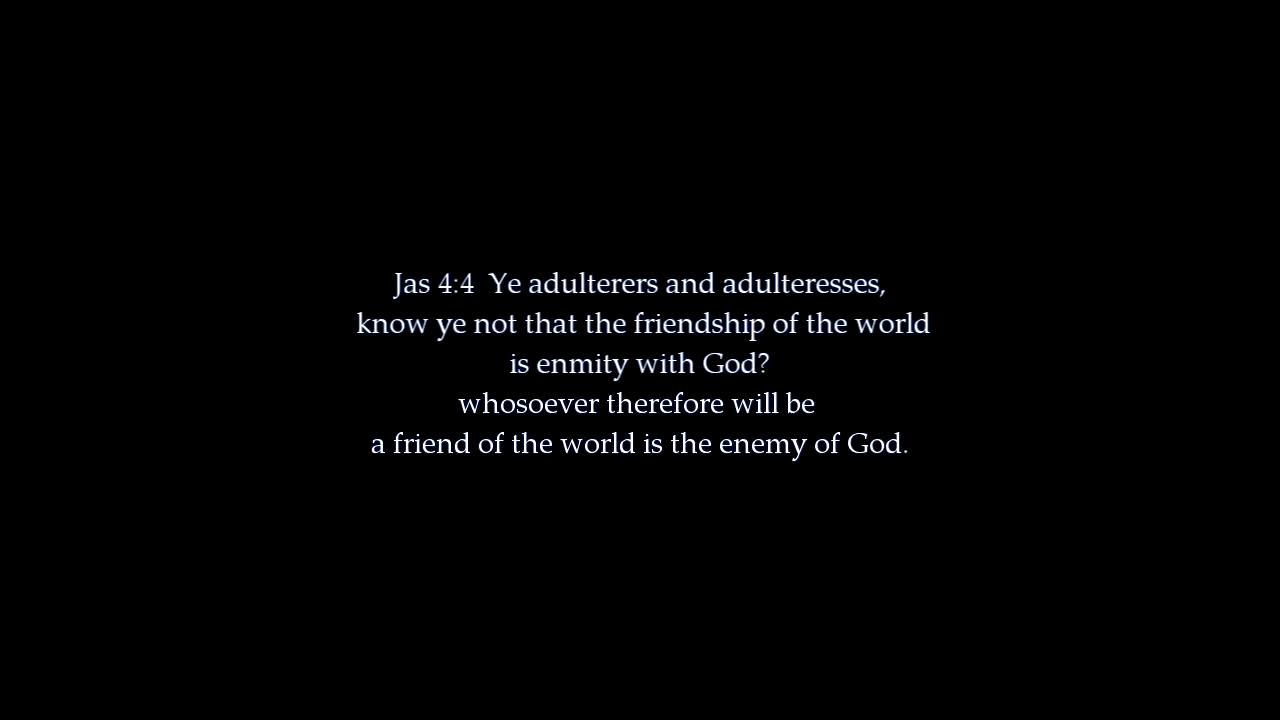 Jas 4:4  Ye adulterers and adulteresses,
know ye not that the friendship of the world
is enmity with God?
whosoever therefore will be
a friend of the world is the enemy of God.